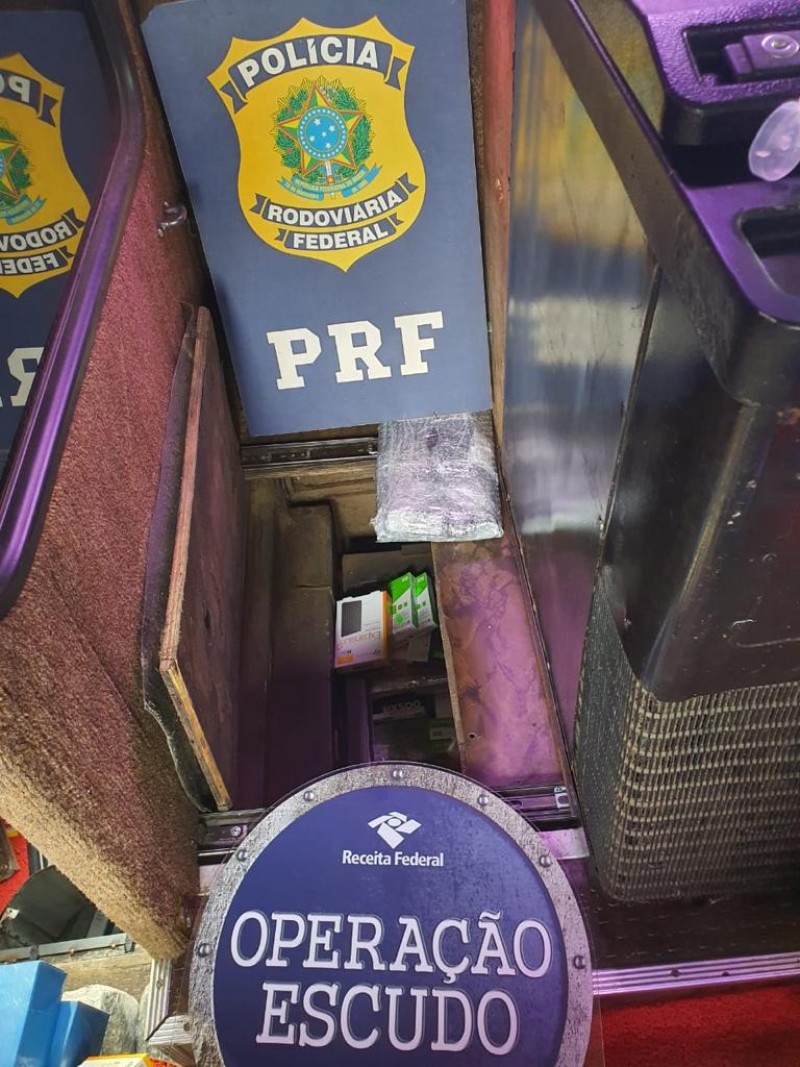 POLÍCIA
RODOVIÁRIA
FEDERAL
PRF
Receita Federal
OPERAÇÃO
ESCUDO